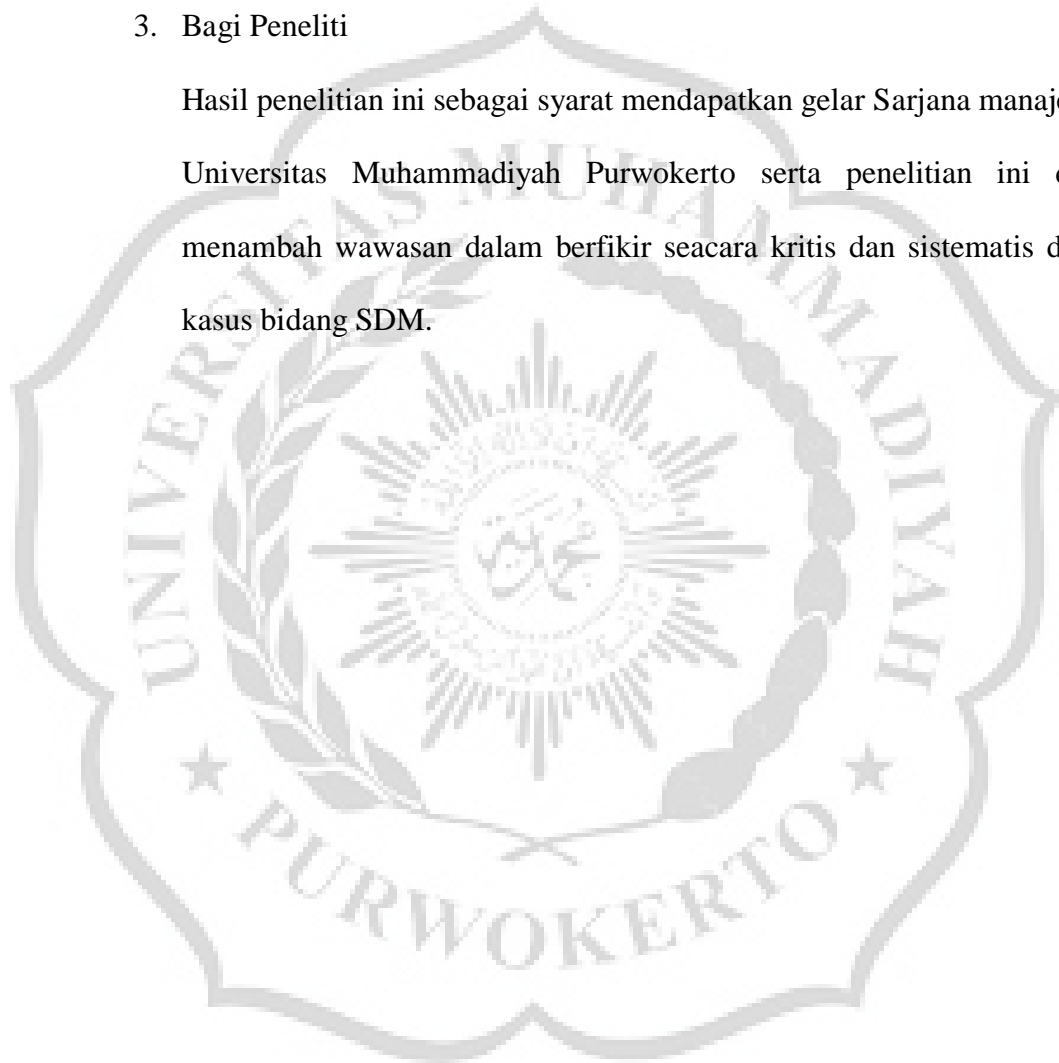 3. Bagi Peneliti
Hasil penelitian ini sebagai syarat mendapatkan gelar Sarjana
Universitas Muhammadiyah Purwokerto serta penelitian ini
menambah wawasan dalam berfikir seacara kritis dan sistematis
kasus bidang SDM.
UNIVERSITAS MUHAMMADIYAH
★ PURWOKERTO ★